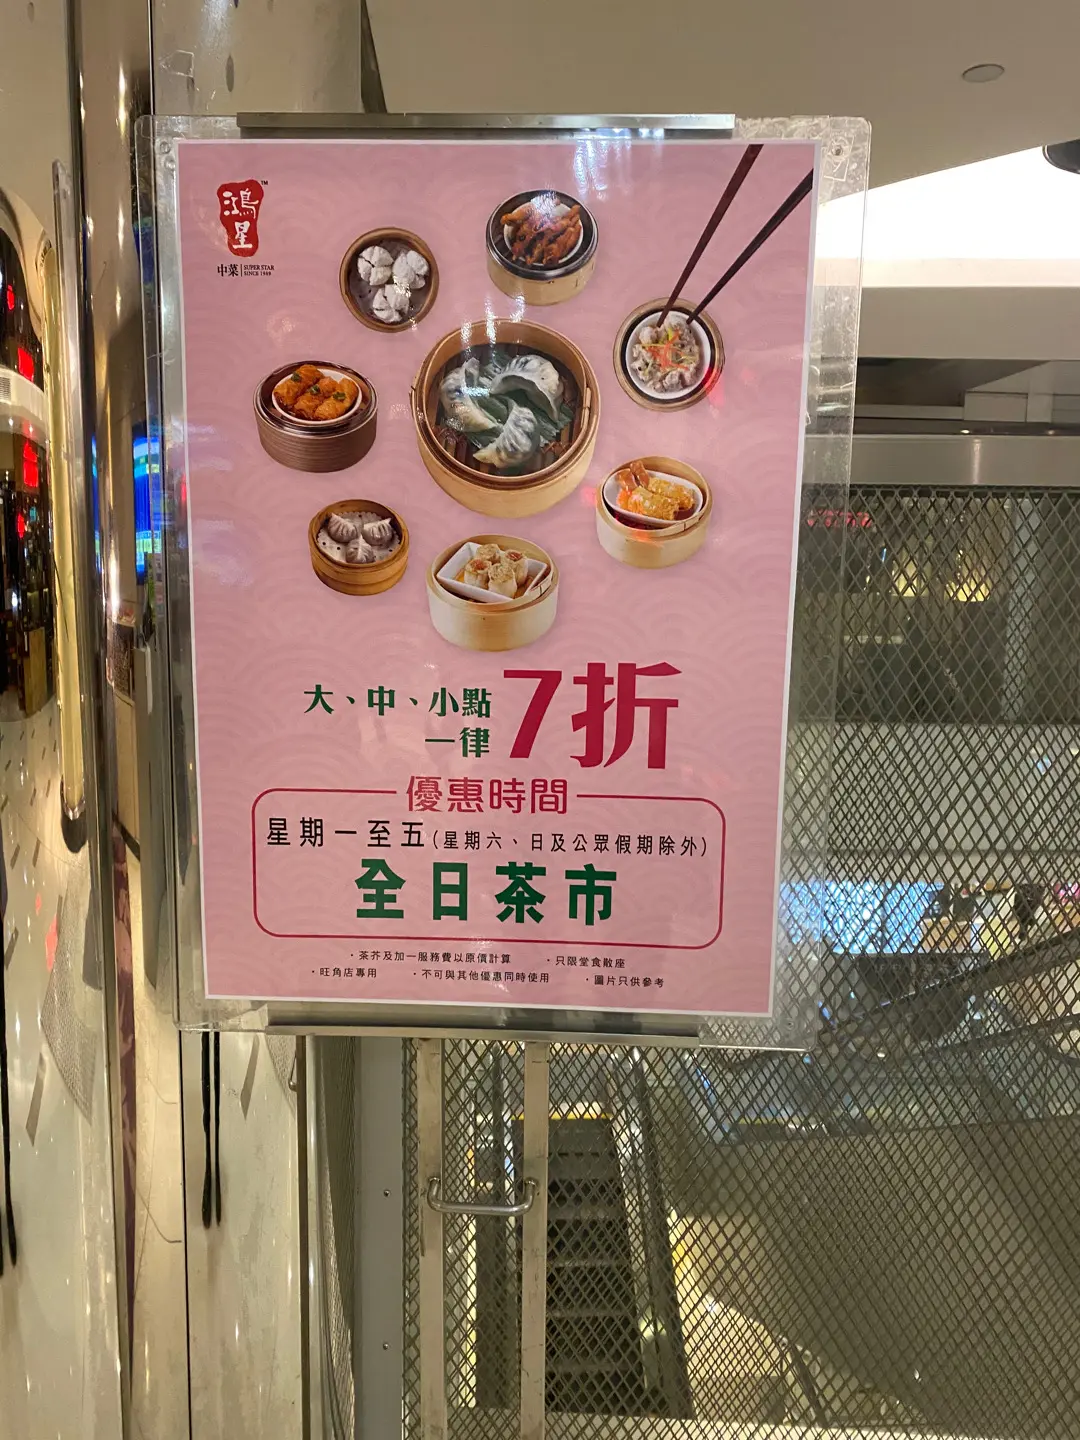 鴻星™
中菜 SUPER STAR
SINCE 1969
大、中、小點
一律
7折
優惠時間
星期一至五(星期六、日及公眾假期除外)
全日茶市
·茶芥及加一服務費以原價計算 ·只限堂食散座
·旺角店專用 ·不可與其他優惠同時使用 ·圖片只供參考